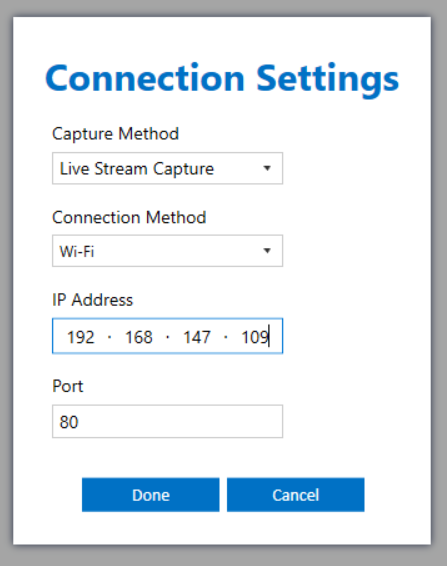 Connection Settings
Capture Method
Live Stream Capture
Connection Method
Wi-Fi
IP Address
192 · 168 · 147 · 109
Port
80
Done Cancel